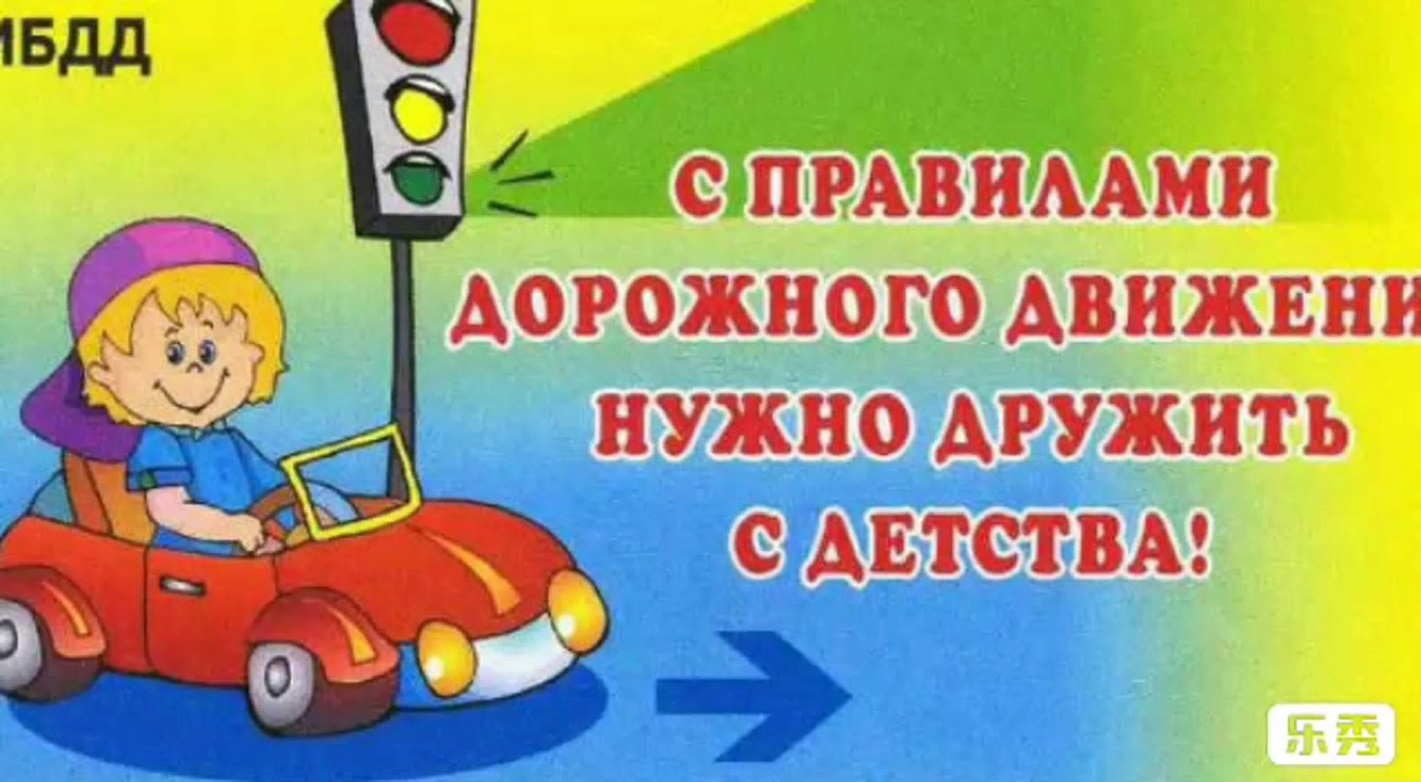 ИБДД
С ПРАВИЛАМИ
ДОРОЖНОГО ДВИЖЕНИ
НУЖНО ДРУЖИТЬ
С ДЕТСТВА!
乐秀